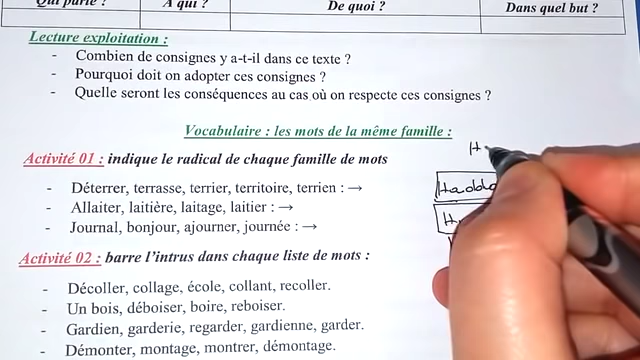 Qui parle ? A qui ? De quoi ? Dans quel but ?
Lecture exploitation :
- Combien de consignes y a-t-il dans ce texte ?
- Pourquoi doit on adopter ces consignes ?
- Quelle seront les conséquences au cas où on respecte ces consignes ?
Vocabulaire : les mots de la même famille :
Activité 01 : indique le radical de chaque famille de mots
- Déterrer, terrasse, terrier, territoire, terrien : →
- Allaiter, laitière, laitage, laitier : →
- Journal, bonjour, ajourner, journée : →
Activité 02 : barre l'intrus dans chaque liste de mots :
- Décoller, collage, école, collant, recoller.
- Un bois, déboiser, boire, reboiser.
- Gardien, garderie, regarder, gardienne, garder.
- Démonter, montage, montrer, démontage.